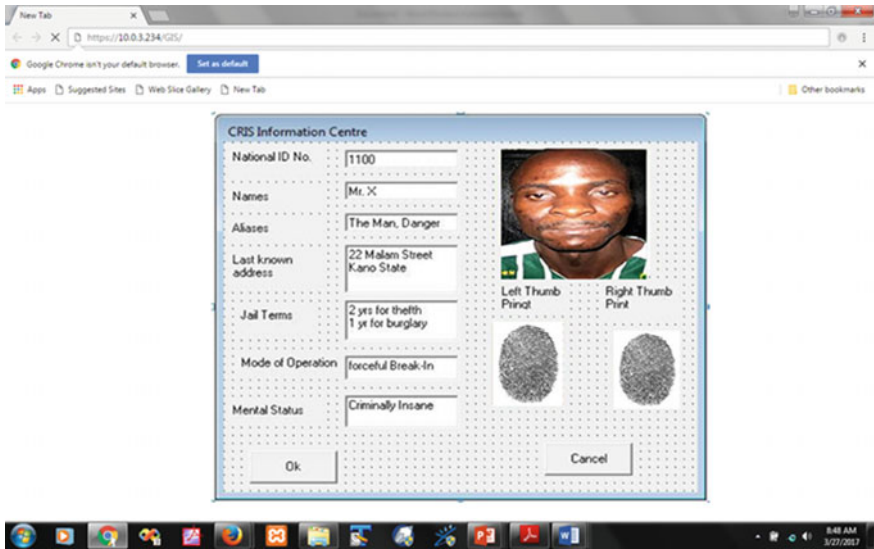 New Tab
https://10.0.3.234/GIS/
Google Chrome isn't your default browser. Set as default
Apps Suggested Sites Web Slice Gallery New Tab Other bookmarks
CRIS Information Centre
National ID No. 1100
Names Mr. X
Aliases The Man, Danger
Last known address
22 Malam Street
Kano State
Jail Terms
2 yrs for thefth
1 yr for burglary
Mode of Operation forceful Break-In
Mental Status Criminally Insane
Left Thumb
Pringt
Right Thumb
Print
Ok
Cancel
8:48 AM
3/27/2017